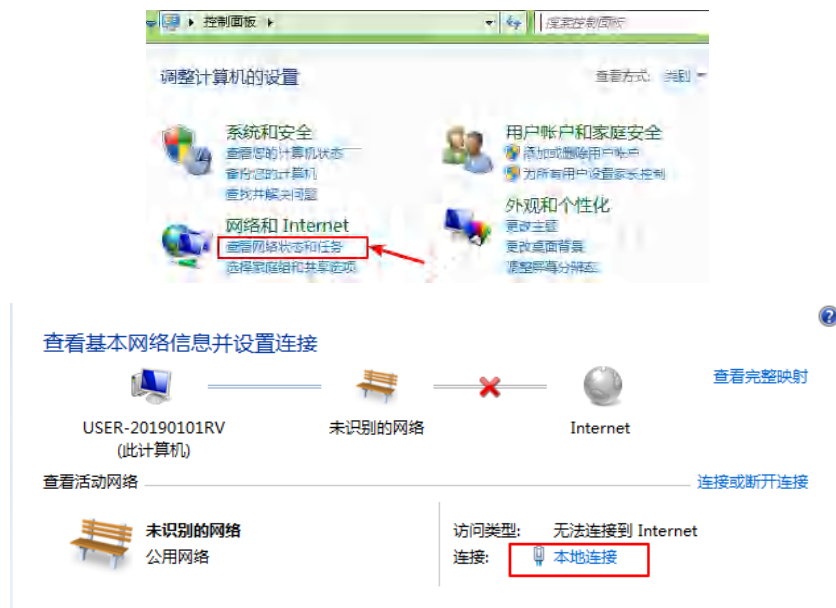 控制面板
搜索控制面板
调整计算机的设置
查看方式: 类别
系统和安全
查看您的计算机状态
备份您的计算机
查找并解决问题
用户帐户和家庭安全
添加或删除用户帐户
为所有用户设置家长控制
网络和 Internet
查看网络状态和任务
选择家庭组和共享选项
外观和个性化
更改主题
更改桌面背景
调整屏幕分辨率
查看基本网络信息并设置连接
查看完整映射
USER-20190101RV
(此计算机)
未识别的网络
Internet
查看活动网络
连接或断开连接
未识别的网络
公用网络
访问类型: 无法连接到 Internet
连接: 本地连接